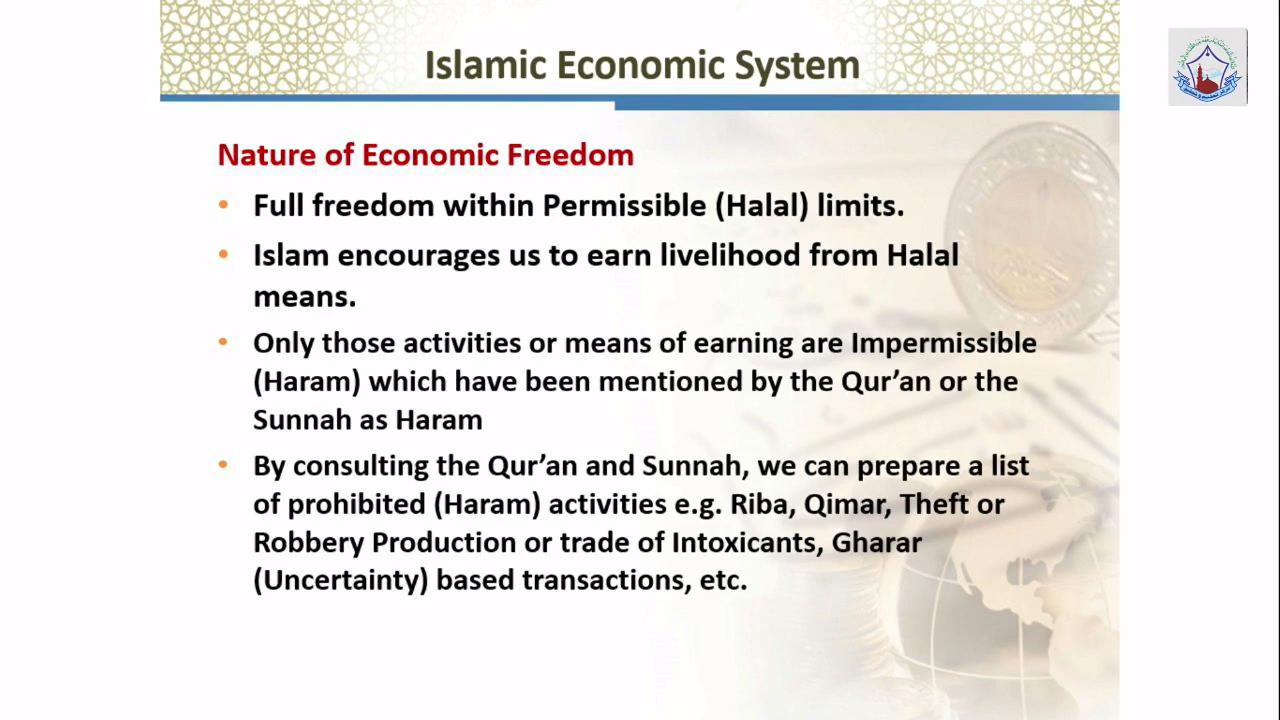 Islamic Economic System
Nature of Economic Freedom
• Full freedom within Permissible (Halal) limits.
• Islam encourages us to earn livelihood from Halal
means.
• Only those activities or means of earning are Impermissible
(Haram) which have been mentioned by the Qur’an or the
Sunnah as Haram
• By consulting the Qur’an and Sunnah, we can prepare a list
of prohibited (Haram) activities e.g. Riba, Qimar, Theft or
Robbery Production or trade of Intoxicants, Gharar
(Uncertainty) based transactions, etc.